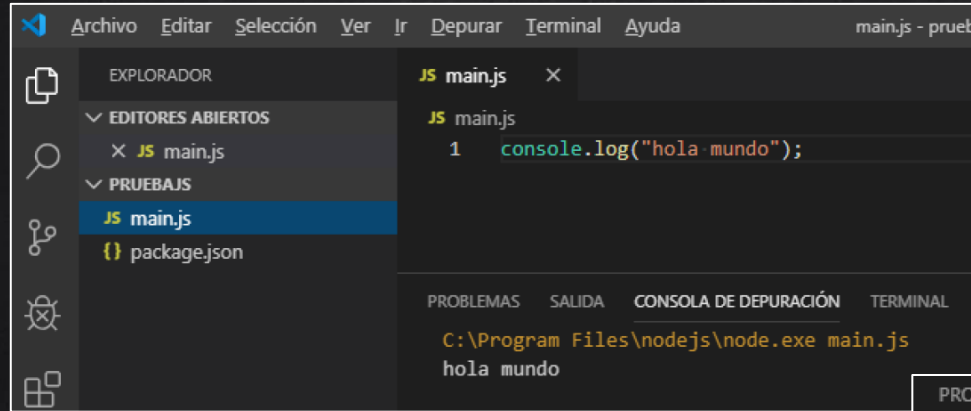 Archivo Editar Selección Ver Ir Depurar Terminal Ayuda main.js - prueb
EXPLORADOR
EDITORES ABIERTOS
JS main.js
PRUEBAJS
JS main.js
{} package.json
JS main.js
JS main.js
1 console.log("hola mundo");
PROBLEMAS SALIDA CONSOLA DE DEPURACIÓN TERMINAL
C:\Program Files\nodejs\node.exe main.js
hola mundo
PRO